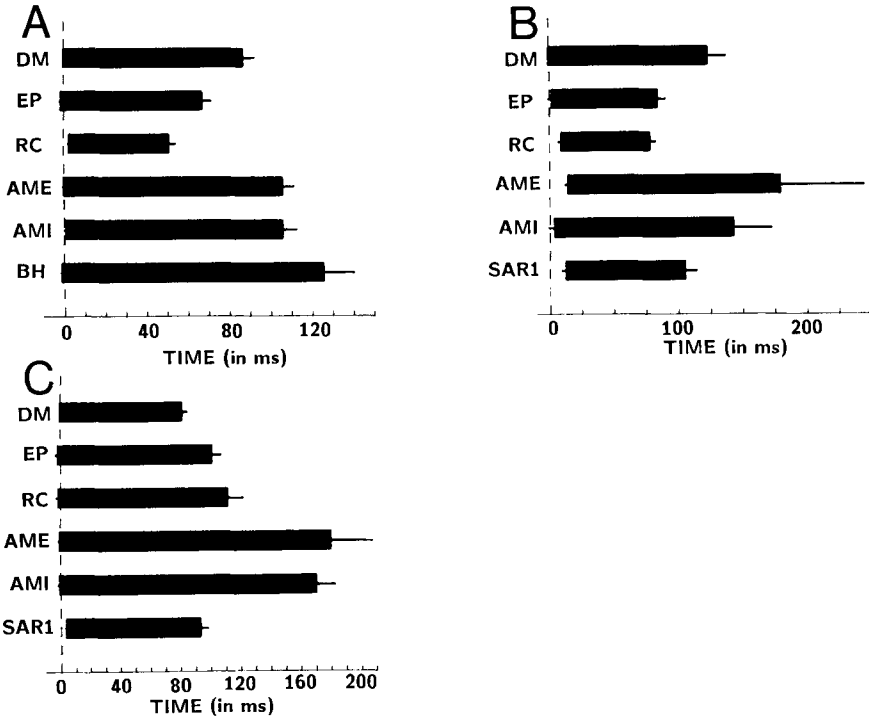 A
DM
EP
RC
AME
AMI
BH
0 40 80 120
TIME (in ms)
B
DM
EP
RC
AME
AMI
SAR1
0 100 200
TIME (in ms)
C
DM
EP
RC
AME
AMI
SAR1
0 40 80 120 160 200
TIME (in ms)